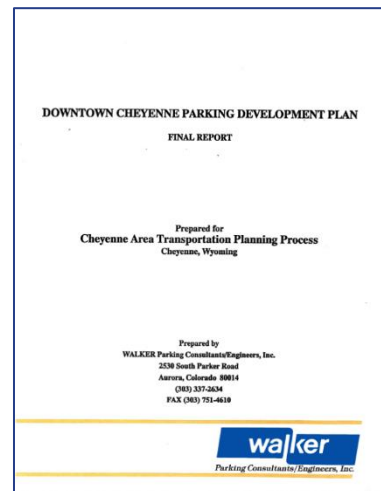 DOWNTOWN CHEYENNE PARKING DEVELOPMENT PLAN
FINAL REPORT
Prepared for
Cheyenne Area Transportation Planning Process
Cheyenne, Wyoming
Prepared by
WALKER Parking Consultants/Engineers, Inc.
2530 South Parker Road
Aurora, Colorado 80014
(303) 337-2634
FAX (303) 751-4610
walker
Parking Consultants/Engineers, Inc.